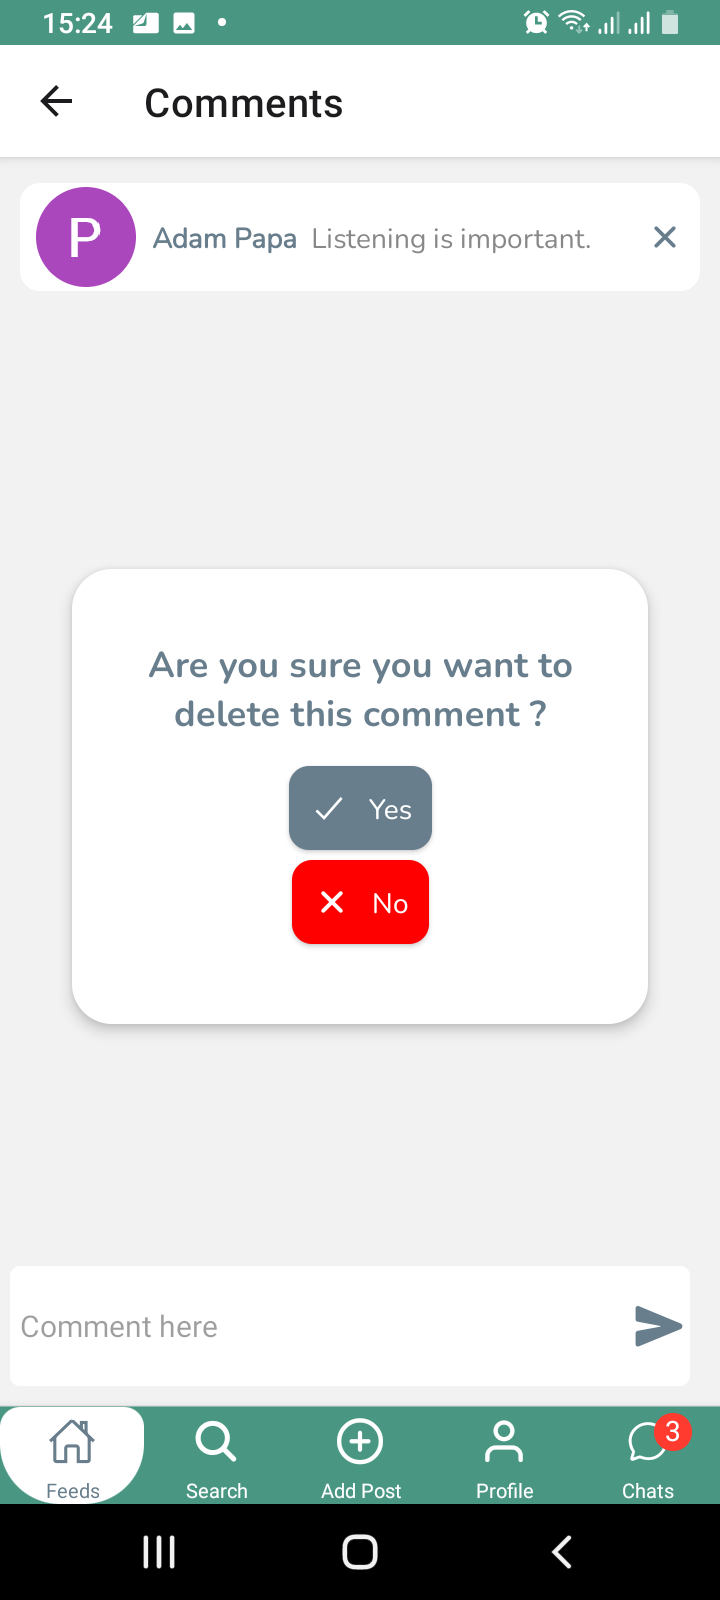 15:24
Comments
P
Adam Papa Listening is important.
Are you sure you want to
delete this comment ?
Yes
No
Comment here
3
Feeds Search Add Post Profile Chats